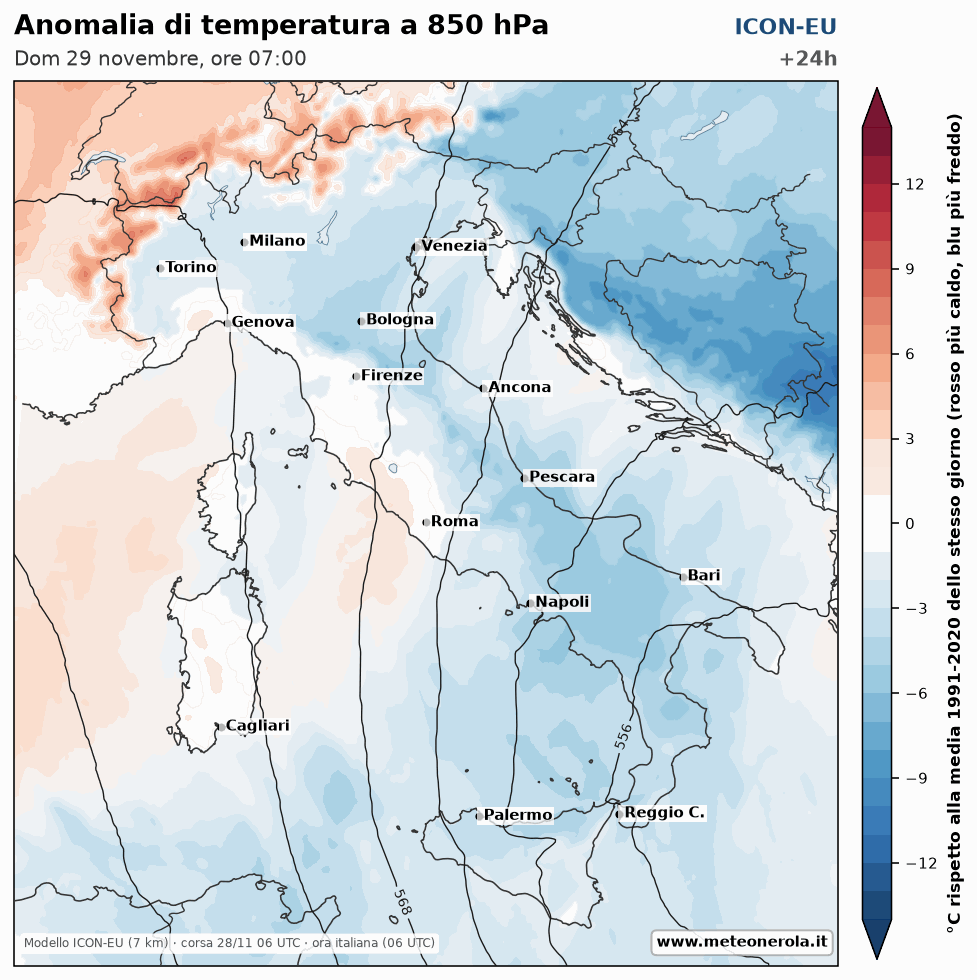 Anomalia di temperatura a 850 hPa
ICON-EU
Dom 29 novembre, ore 07:00
+24h
564
Milano
Venezia
Torino
Genova
Bologna
Firenze
Ancona
Pescara
Roma
Bari
Napoli
Cagliari
556
Palermo
Reggio C.
568
Modello ICON-EU (7 km) · corsa 28/11 06 UTC · ora italiana (06 UTC)
www.meteonerola.it
12
9
6
3
0
−3
−6
−9
−12
°C rispetto alla media 1991-2020 dello stesso giorno (rosso più caldo, blu più freddo)